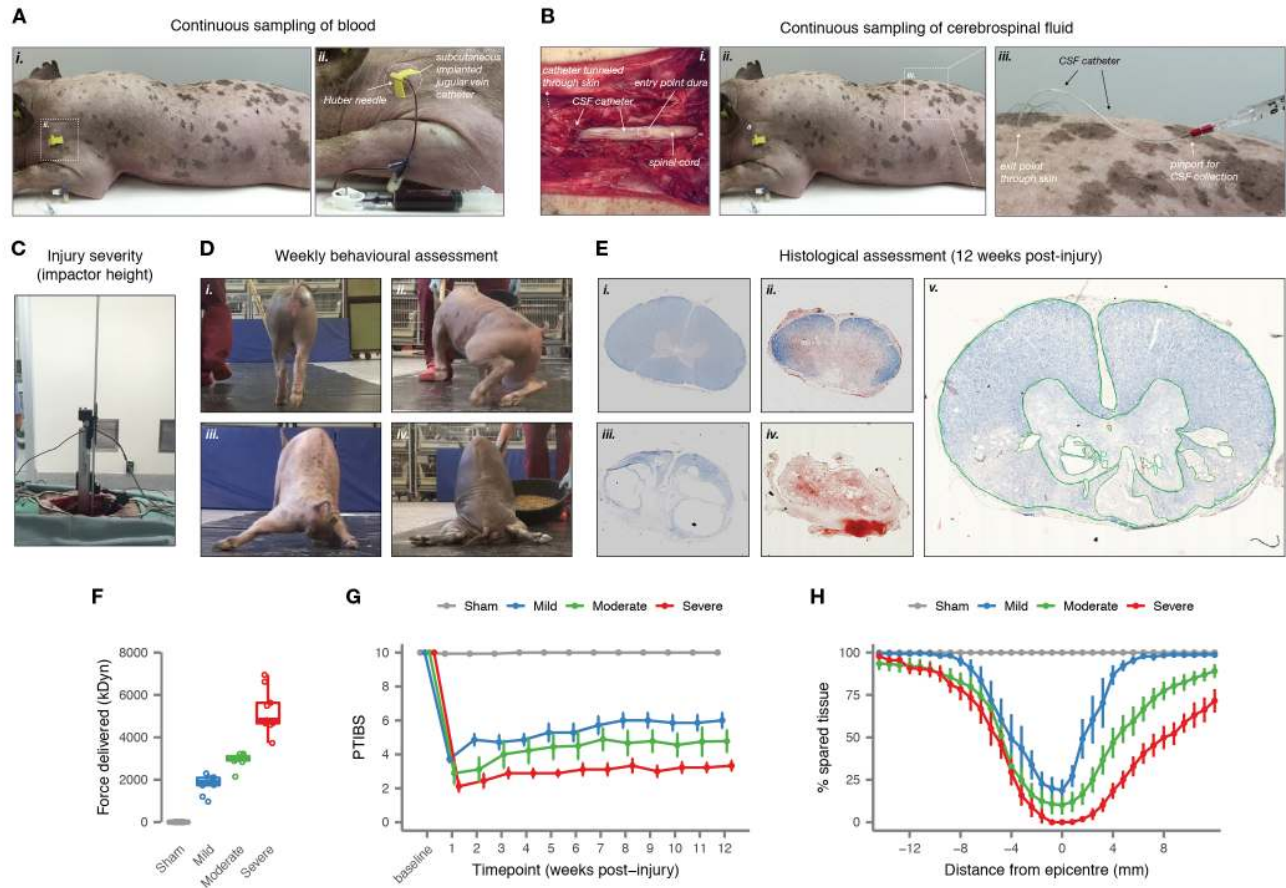 A
Continuous sampling of blood
i.
ii.
Huber needle
subcutaneous
implanted
jugular vein
catheter
B
Continuous sampling of cerebrospinal fluid
i.
catheter tunneled
through skin
entry point dura
CSF catheter
spinel cord
ii.
iii.
iii.
CSF catheter
exit point
through skin
pinport for
CSF collection
C
Injury severity
(impactor height)
D
Weekly behavioural assessment
i.
ii.
iii.
iv.
E
Histological assessment (12 weeks post-injury)
i.
ii.
iii.
iv.
v.
F
Force delivered (kDyn)
8000
6000
4000
2000
0
Sham
Mild
Moderate
Severe
G
Sham Mild Moderate Severe
PTIBS
10
8
6
4
2
0
baseline 1 2 3 4 5 6 7 8 9 10 11 12
Timepoint (weeks post−injury)
H
Sham Mild Moderate Severe
% spared tissue
100
75
50
25
0
−12 −8 −4 0 4 8
Distance from epicentre (mm)